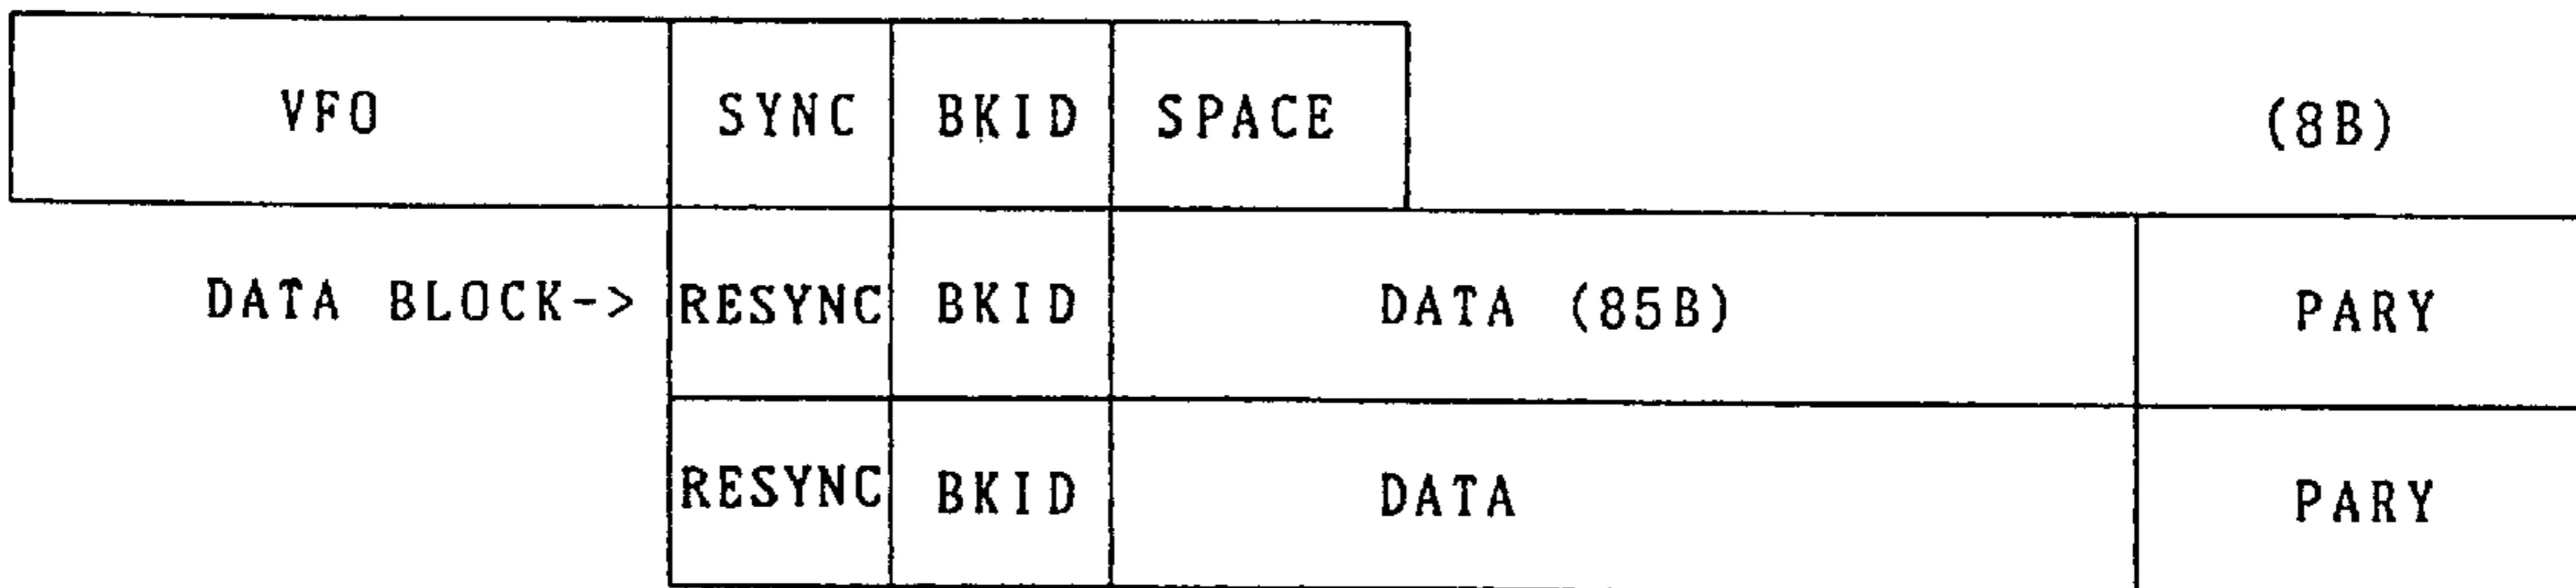 VFO SYNC BKID SPACE (8B)
DATA BLOCK-> RESYNC BKID DATA (85B) PARY
RESYNC BKID DATA PARY